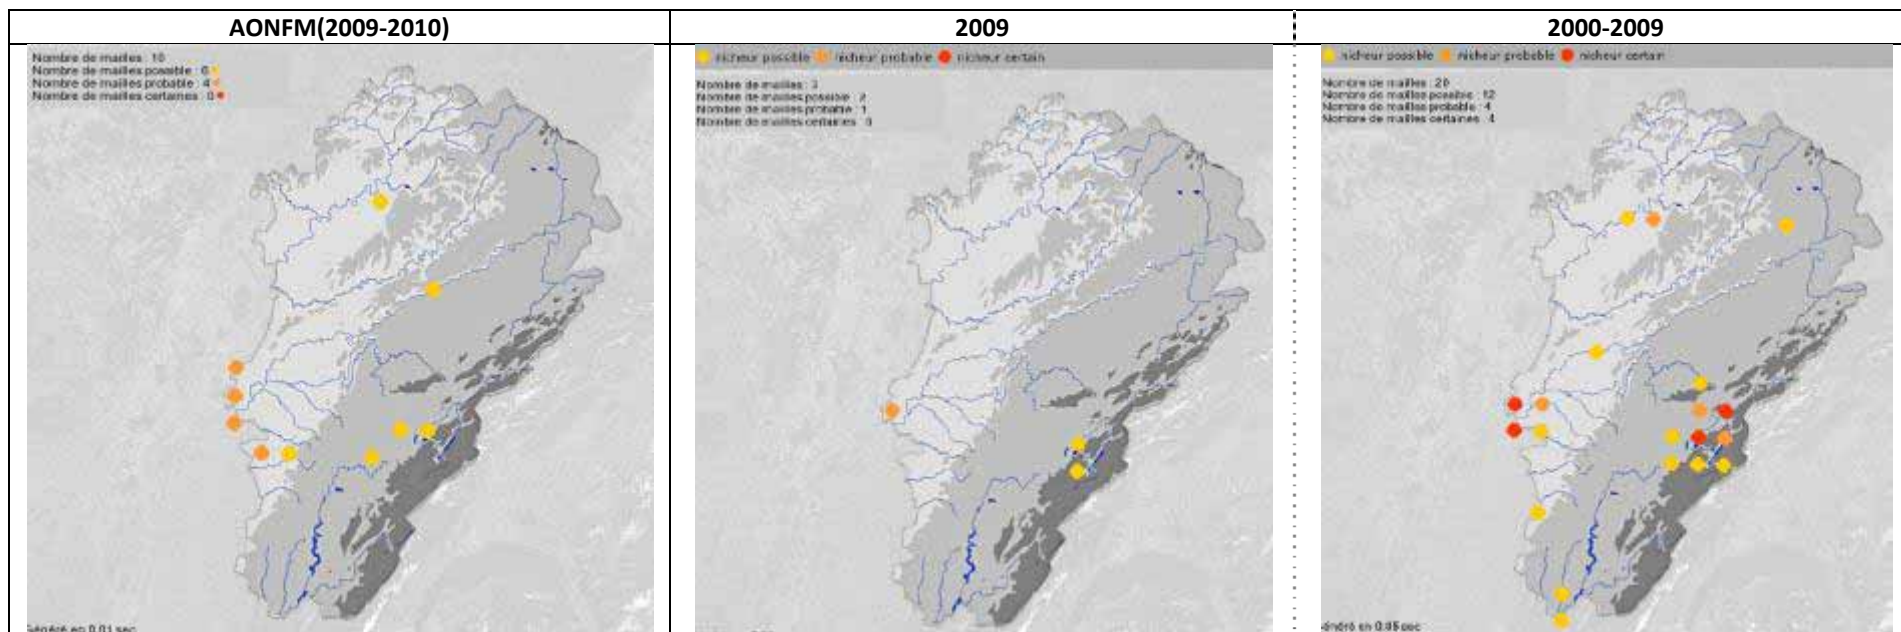 AONFM(2009-2010)
Nombre de mailles : 10
Nombre de mailles possible : 6
Nombre de mailles probable : 4
Nombre de mailles certaines : 0
Généré en 0.01 sec
2009
nicheur possible nicheur probable nicheur certain
Nombre de mailles : 3
Nombre de mailles possible : 2
Nombre de mailles probable : 1
Nombre de mailles certaines : 0
2000-2009
nicheur possible nicheur probable nicheur certain
Nombre de mailles : 20
Nombre de mailles possible : 12
Nombre de mailles probable : 4
Nombre de mailles certaines : 4
Généré en 0.05 sec